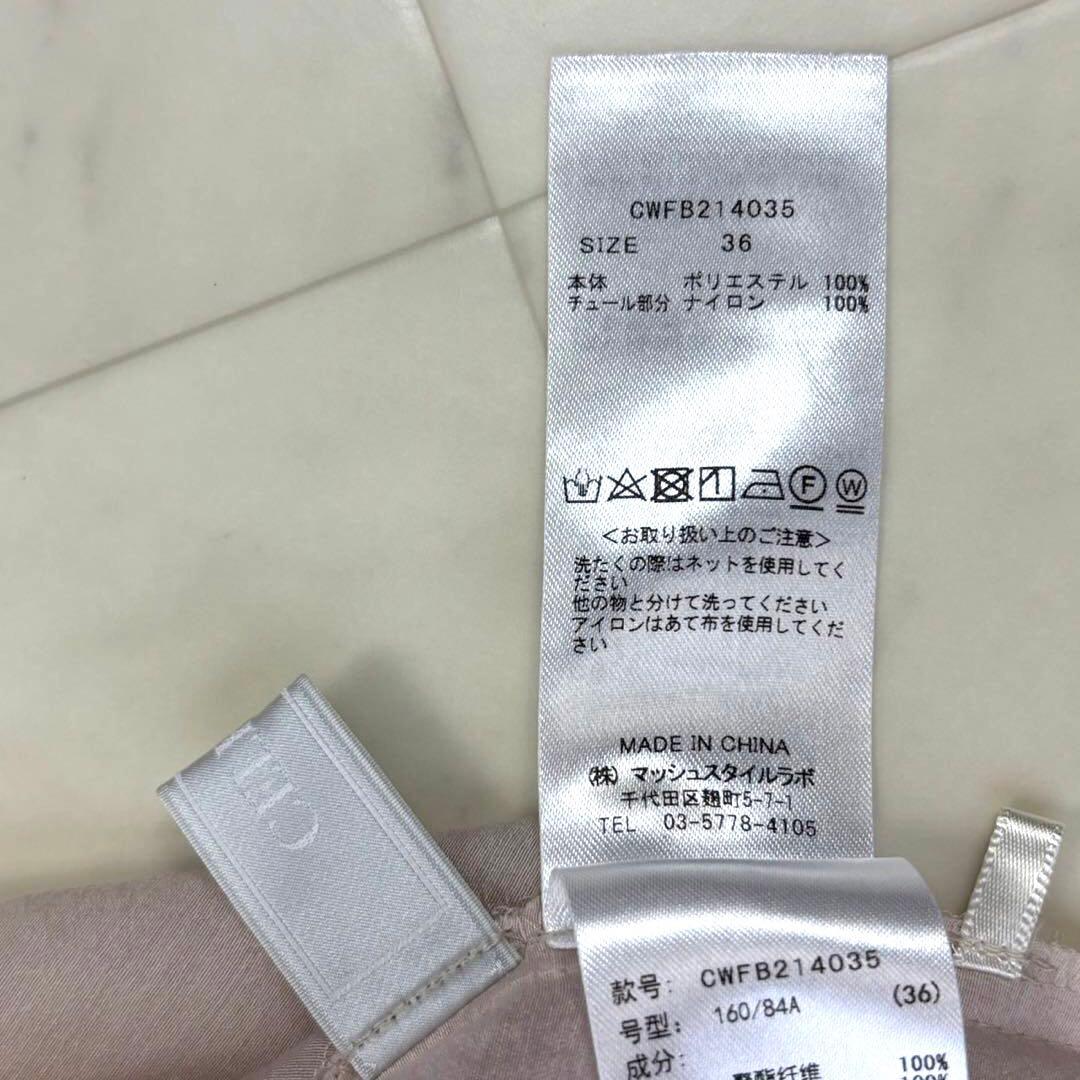 CWFB214035
SIZE 36
本体 ポリエステル 100%
チュール部分 ナイロン 100%
F W
<お取り扱い上のご注意>
洗たくの際はネットを使用してく
ださい
他の物と分けて洗ってください
アイロンはあて布を使用してくだ
さい
MADE IN CHINA
(株) マッシュスタイルラボ
千代田区麹町5-7-1
TEL 03-5778-4105
款号: CWFB214035
号型: 160/84A (36)
成分: 聚酯纤维 100%
100%